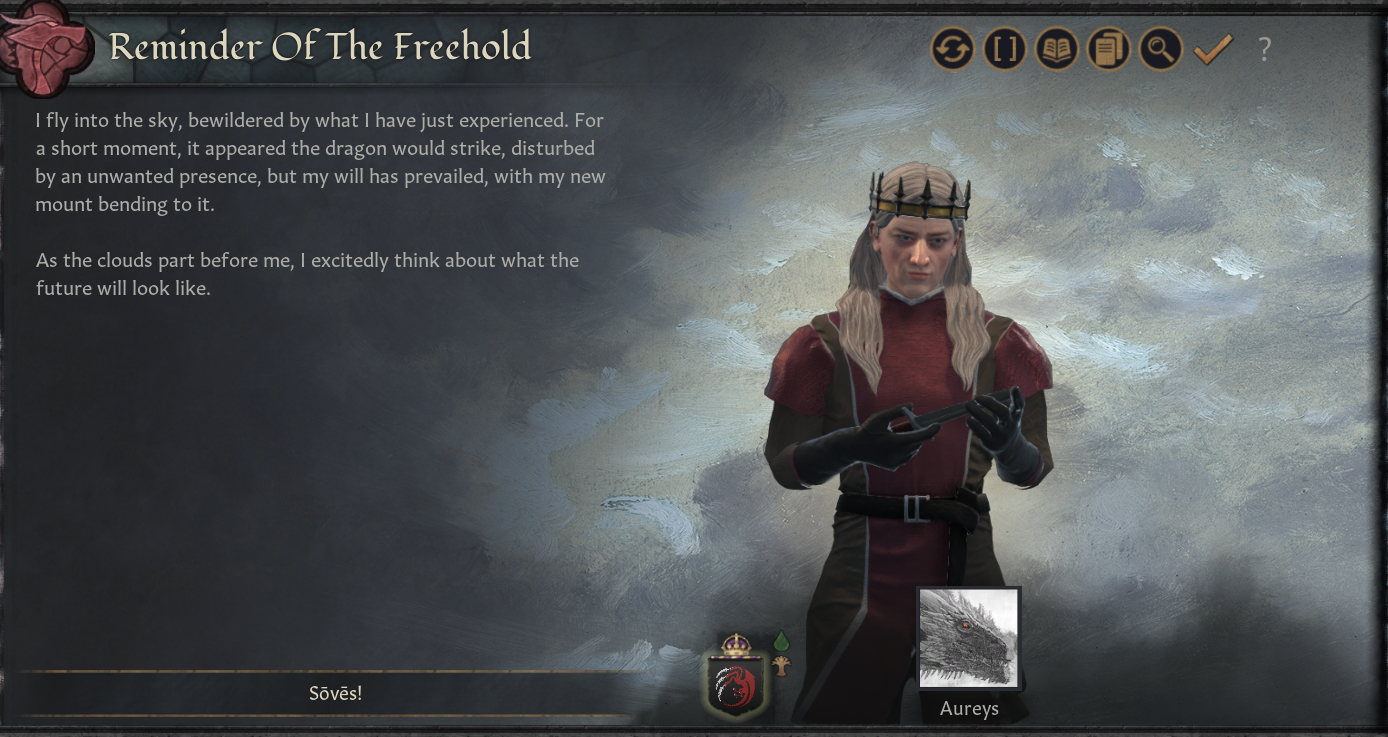 Reminder Of The Freehold
?
I fly into the sky, bewildered by what I have just experienced. For
a short moment, it appeared the dragon would strike, disturbed
by an unwanted presence, but my will has prevailed, with my new
mount bending to it.
As the clouds part before me, I excitedly think about what the
future will look like.
Sōvēs!
Aureys